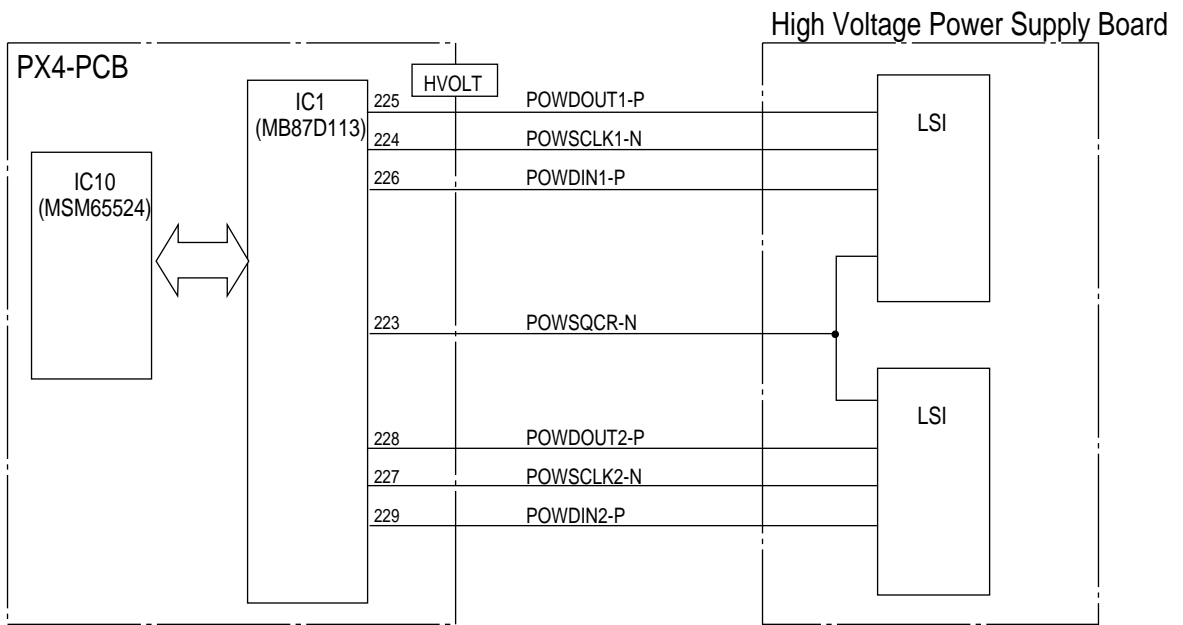 High Voltage Power Supply Board
PX4-PCB
HVOLT
IC1
(MB87D113)
225
POWDOUT1-P
LSI
224
POWSCLK1-N
226
POWDIN1-P
IC10
(MSM65524)
223
POWSQCR-N
LSI
228
POWDOUT2-P
227
POWSCLK2-N
229
POWDIN2-P